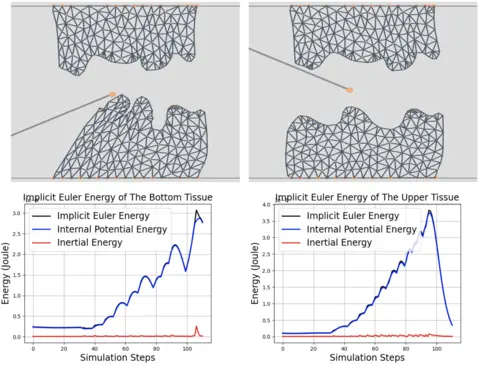 Implicit Euler Energy of The Bottom Tissue
3.0
2.5
2.0
1.5
1.0
0.5
0.0
Energy (Joule)
Implicit Euler Energy
Internal Potential Energy
Inertial Energy
0 20 40 60 80 100
Simulation Steps
Implicit Euler Energy of The Upper Tissue
4.0
3.5
3.0
2.5
2.0
1.5
1.0
0.5
0.0
Energy (Joule)
Implicit Euler Energy
Internal Potential Energy
Inertial Energy
0 20 40 60 80 100
Simulation Steps